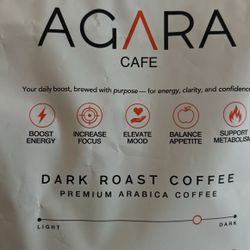 AGARA
CAFE
Your daily boost, brewed with purpose — for energy, clarity, and confidence
BOOST ENERGY
INCREASE FOCUS
ELEVATE MOOD
BALANCE APPETITE
SUPPORT METABOLISM
DARK ROAST COFFEE
PREMIUM ARABICA COFFEE
LIGHT
DARK